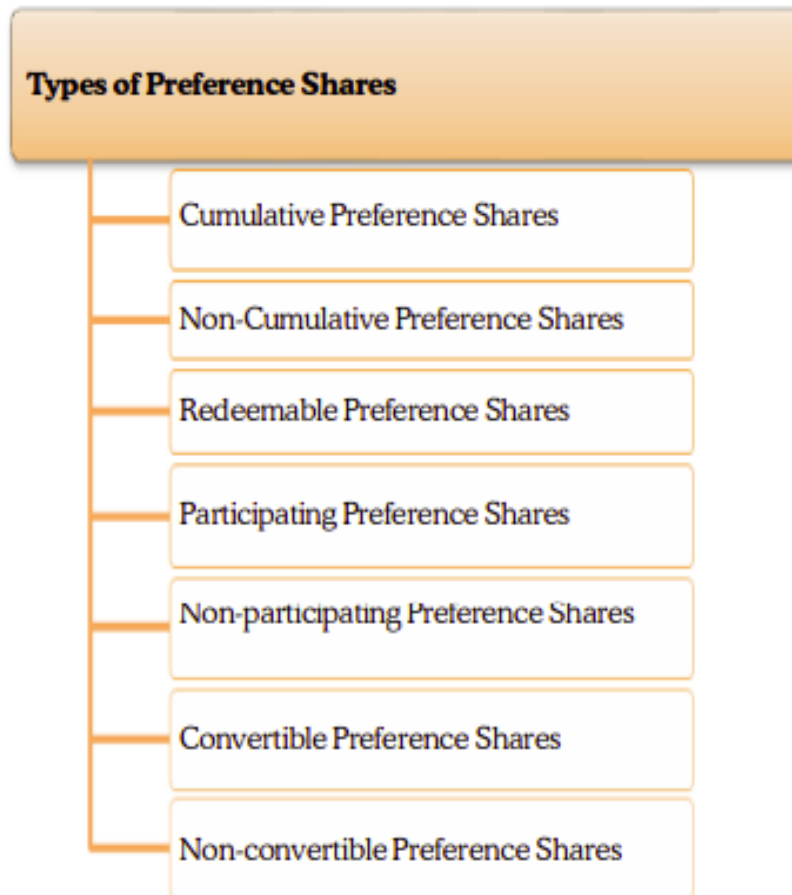 Types of Preference Shares
Cumulative Preference Shares
Non-Cumulative Preference Shares
Redeemable Preference Shares
Participating Preference Shares
Non-participating Preference Shares
Convertible Preference Shares
Non-convertible Preference Shares